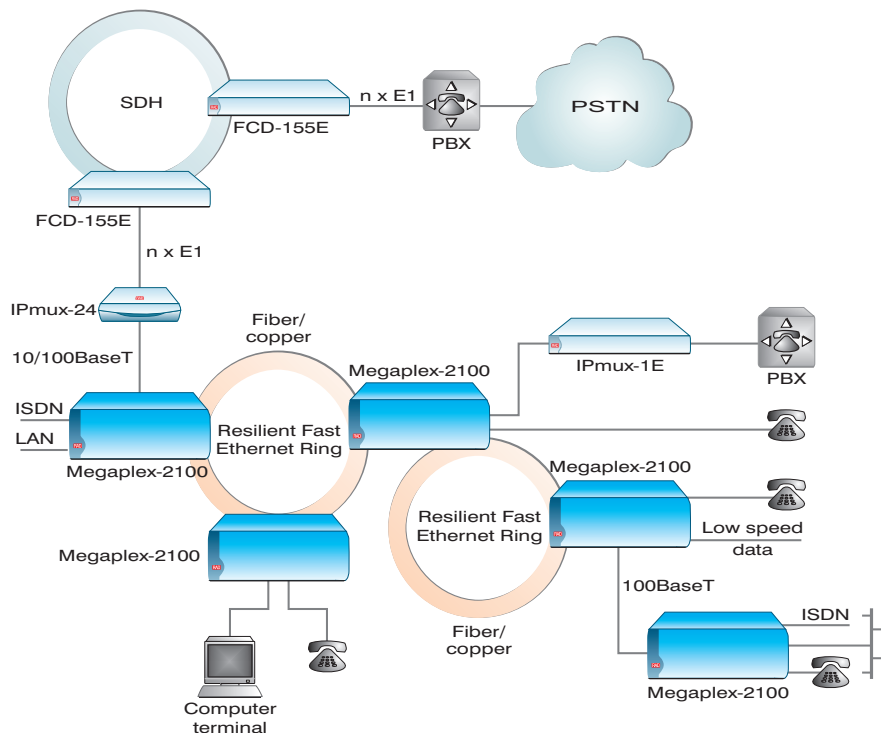 SDH
FCD-155E
n x E1
PBX
PSTN
FCD-155E
n x E1
IPmux-24
10/100BaseT
Fiber/
copper
Megaplex-2100
IPmux-1E
PBX
ISDN
LAN
Megaplex-2100
Resilient Fast
Ethernet Ring
Megaplex-2100
Resilient Fast
Ethernet Ring
Megaplex-2100
Low speed
data
100BaseT
Fiber/
copper
ISDN
Megaplex-2100
Computer
terminal